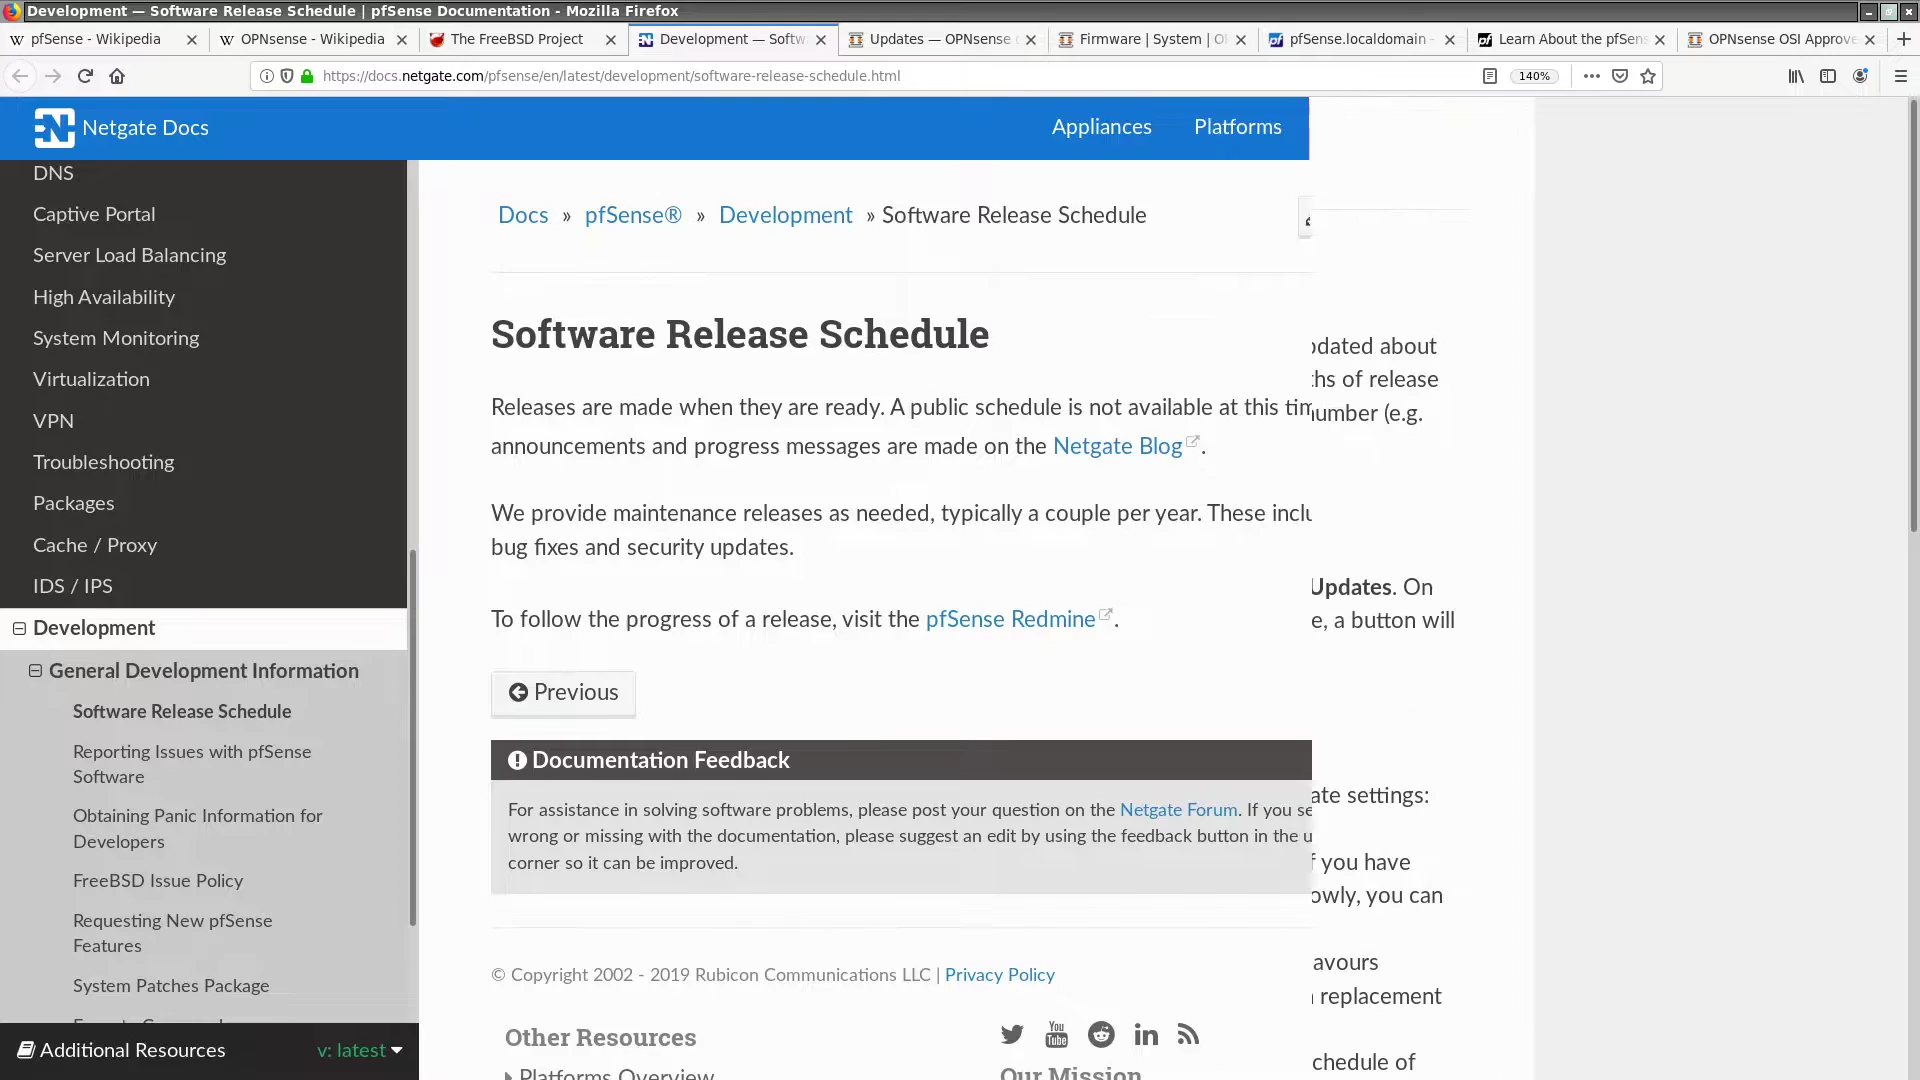 Development — Software Release Schedule | pfSense Documentation - Mozilla Firefox
pfSense - Wikipedia
OPNsense - Wikipedia
The FreeBSD Project
Development — Softw
Updates — OPNsense
Firmware | System | O
pfSense.localdomain -
Learn About the pfSens
OPNsense OSI Approve
https://docs.netgate.com/pfsense/en/latest/development/software-release-schedule.html
140%
Netgate Docs
Appliances
Platforms
DNS
Captive Portal
Server Load Balancing
High Availability
System Monitoring
Virtualization
VPN
Troubleshooting
Packages
Cache / Proxy
IDS / IPS
Development
General Development Information
Software Release Schedule
Reporting Issues with pfSense
Software
Obtaining Panic Information for
Developers
FreeBSD Issue Policy
Requesting New pfSense
Features
System Patches Package
Additional Resources
v: latest
Docs » pfSense® » Development » Software Release Schedule
Software Release Schedule
Releases are made when they are ready. A public schedule is not available at this tim
announcements and progress messages are made on the Netgate Blog.
We provide maintenance releases as needed, typically a couple per year. These inclu
bug fixes and security updates.
To follow the progress of a release, visit the pfSense Redmine.
Previous
Documentation Feedback
For assistance in solving software problems, please post your question on the Netgate Forum. If you se
wrong or missing with the documentation, please suggest an edit by using the feedback button in the u
corner so it can be improved.
© Copyright 2002 - 2019 Rubicon Communications LLC | Privacy Policy
Other Resources
Platforms Overview
You
Tube
Our Mission
pdated about
ths of release
number (e.g.
Updates. On
e, a button will
ate settings:
f you have
owly, you can
avours
replacement
chedule of